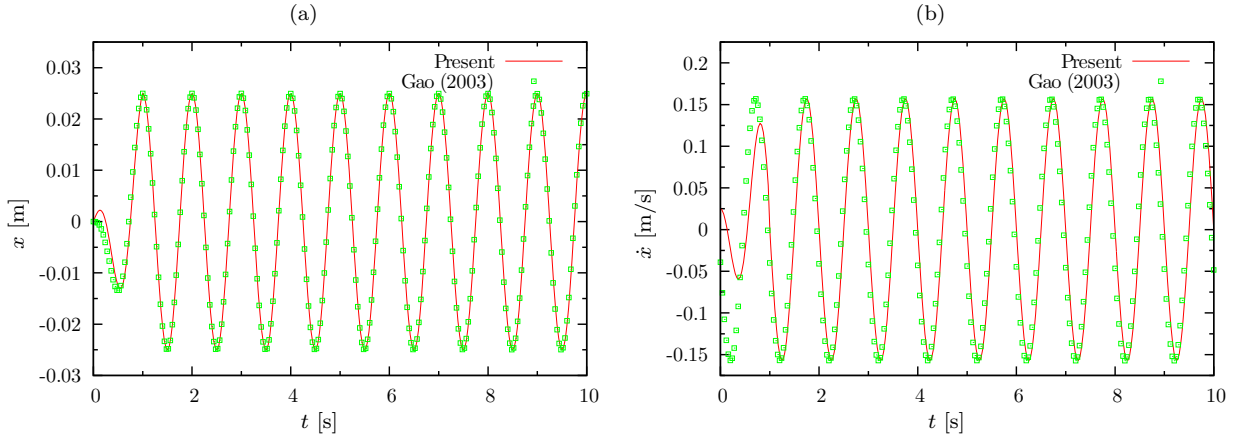 (a)
0.03
0.02
0.01
0
-0.01
-0.02
-0.03
0 2 4 6 8 10
x [m]
t [s]
Present
Gao (2003)
(b)
0.2
0.15
0.1
0.05
0
-0.05
-0.1
-0.15
0 2 4 6 8 10
ẋ [m/s]
t [s]
Present
Gao (2003)